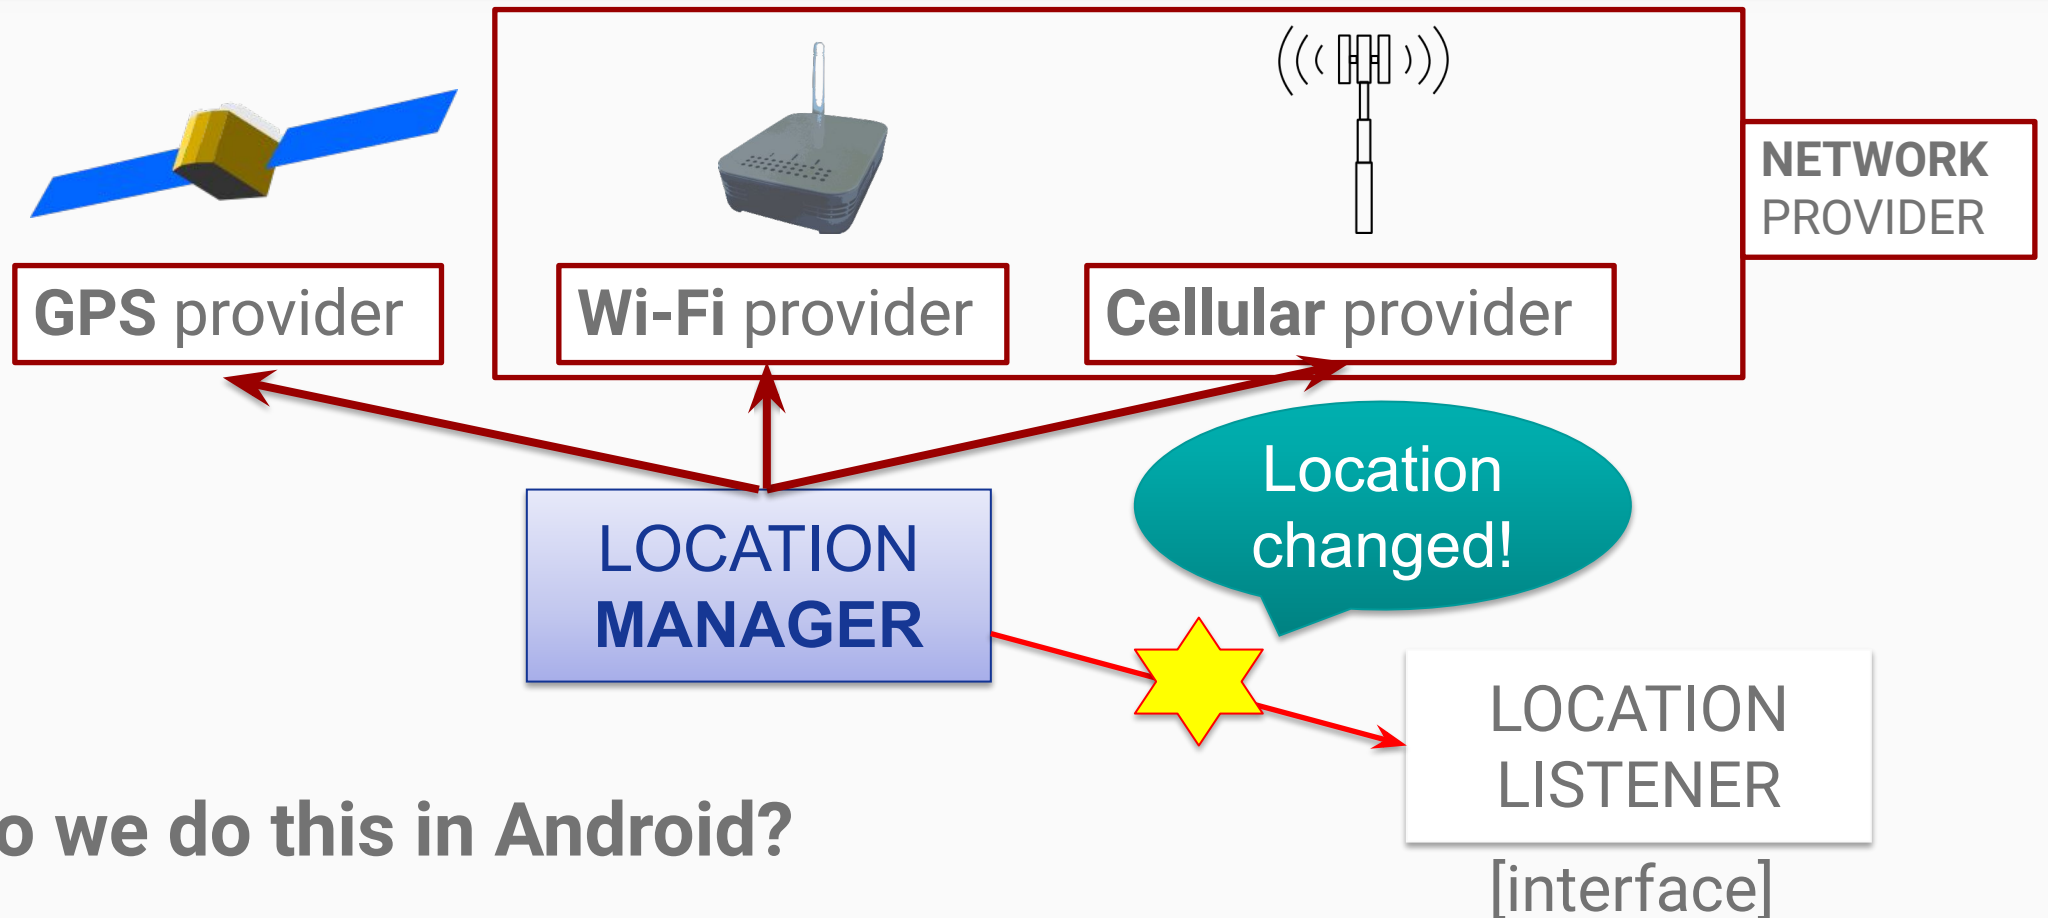 NETWORK
PROVIDER
GPS provider
Wi-Fi provider
Cellular provider
Location
changed!
LOCATION
MANAGER
LOCATION
LISTENER
o we do this in Android?
[interface]